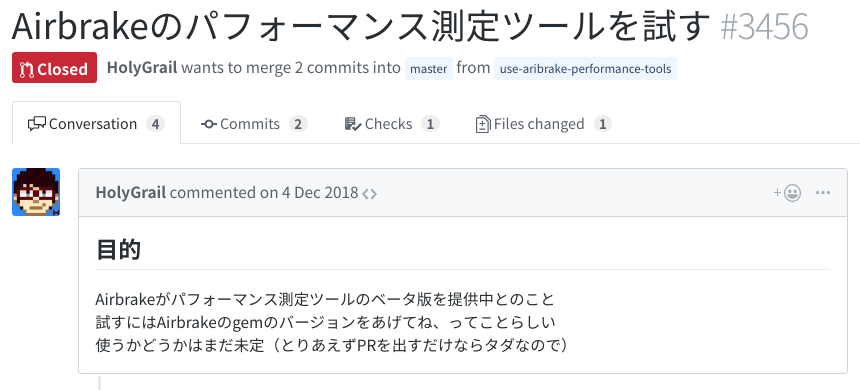 Airbrakeのパフォーマンス測定ツールを試す #3456
Closed HolyGrail wants to merge 2 commits into master from use-aribrake-performance-tools
Conversation 4 Commits 2 Checks 1 Files changed 1
HolyGrail commented on 4 Dec 2018
目的
Airbrakeがパフォーマンス測定ツールのベータ版を提供中とのこと
試すにはAirbrakeのgemのバージョンをあげてね、ってことらしい
使うかどうかはまだ未定（とりあえずPRを出すだけならタダなので）